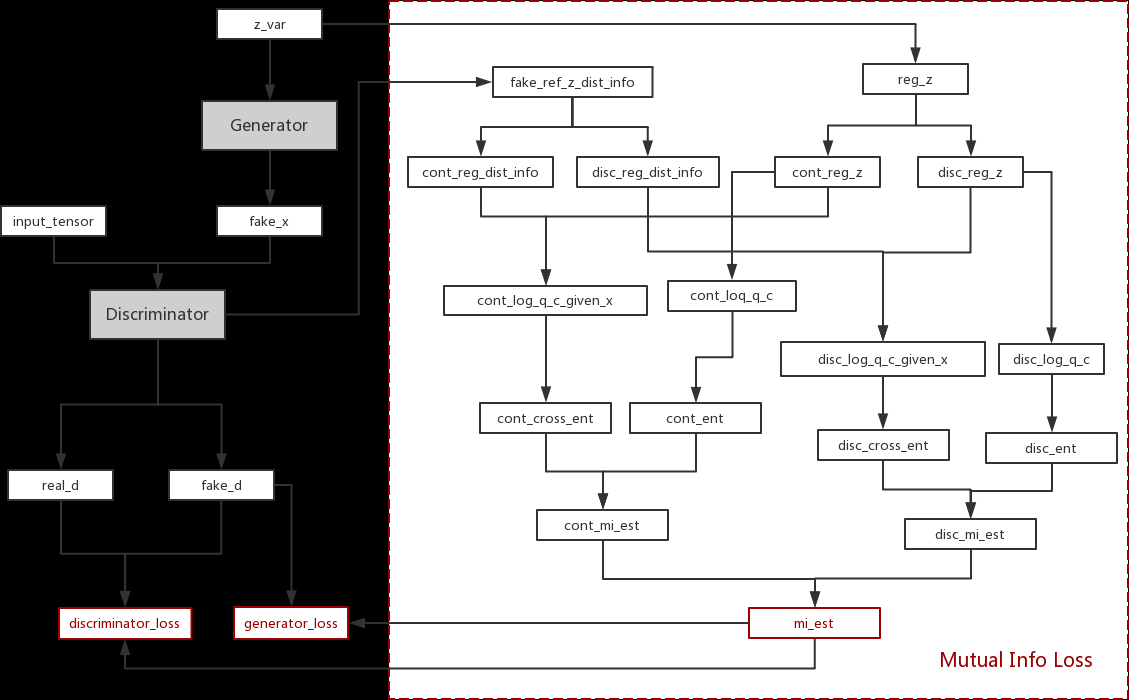 z_var
fake_ref_z_dist_info
reg_z
Generator
cont_reg_dist_info
disc_reg_dist_info
cont_reg_z
disc_reg_z
input_tensor
fake_x
cont_log_q_c_given_x
cont_loq_q_c
Discriminator
disc_log_q_c_given_x
disc_log_q_c
cont_cross_ent
cont_ent
disc_cross_ent
disc_ent
real_d
fake_d
cont_mi_est
disc_mi_est
discriminator_loss
generator_loss
mi_est
Mutual Info Loss